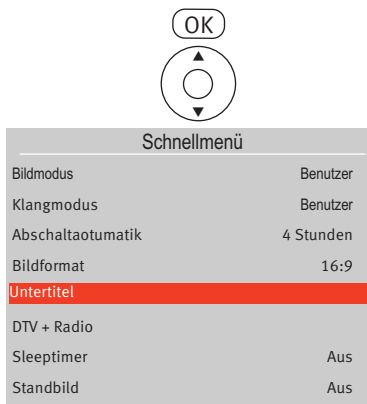 OK
Schnellmenü
Bildmodus Benutzer
Klangmodus Benutzer
Abschaltaotumatik 4 Stunden
Bildformat 16:9
Untertitel
DTV + Radio
Sleeptimer Aus
Standbild Aus